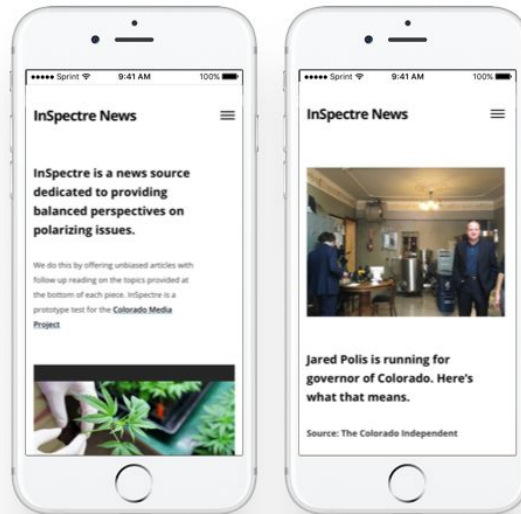 Sprint 9:41 AM 100%
InSpectre News
InSpectre is a news source
dedicated to providing
balanced perspectives on
polarizing issues.
We do this by offering unbiased articles with
follow up reading on the topics provided at
the bottom of each piece. InSpectre is a
prototype test for the Colorado Media
Project
Sprint 9:41 AM 100%
InSpectre News
Jared Polis is running for
governor of Colorado. Here's
what that means.
Source: The Colorado Independent